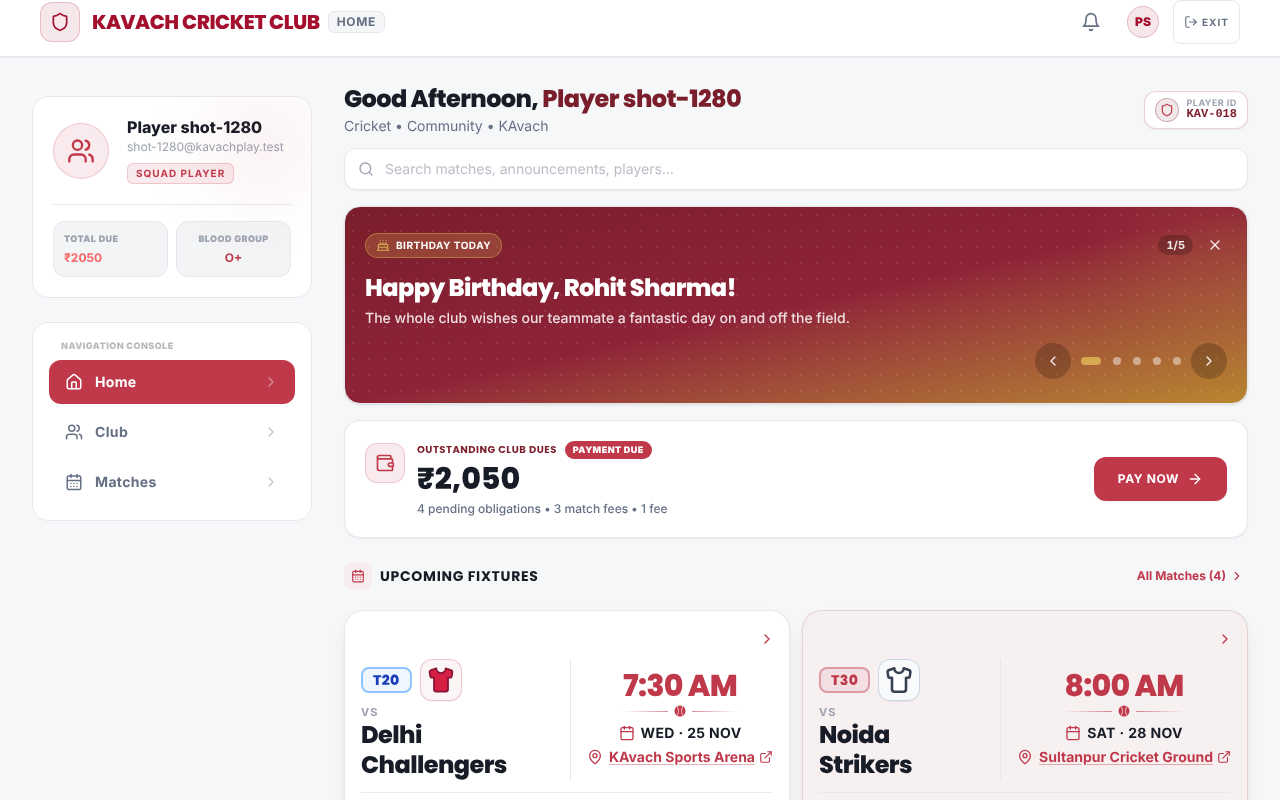 KAVACH CRICKET CLUB HOME
PS
EXIT
Player shot-1280
shot-1280@kavachplay.test
SQUAD PLAYER
TOTAL DUE
₹2050
BLOOD GROUP
O+
NAVIGATION CONSOLE
Home
Club
Matches
Good Afternoon, Player shot-1280
Cricket • Community • KAvach
PLAYER ID
KAV-018
Search matches, announcements, players...
BIRTHDAY TODAY
1/5
Happy Birthday, Rohit Sharma!
The whole club wishes our teammate a fantastic day on and off the field.
OUTSTANDING CLUB DUES PAYMENT DUE
₹2,050
4 pending obligations • 3 match fees • 1 fee
PAY NOW
UPCOMING FIXTURES
All Matches (4)
T20
VS
Delhi
Challengers
7:30 AM
WED · 25 NOV
KAvach Sports Arena
T30
VS
Noida
Strikers
8:00 AM
SAT · 28 NOV
Sultanpur Cricket Ground